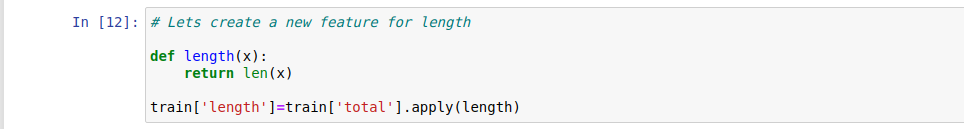 In [12]: # Lets create a new feature for length
def length(x):
    return len(x)
train['length']=train['total'].apply(length)